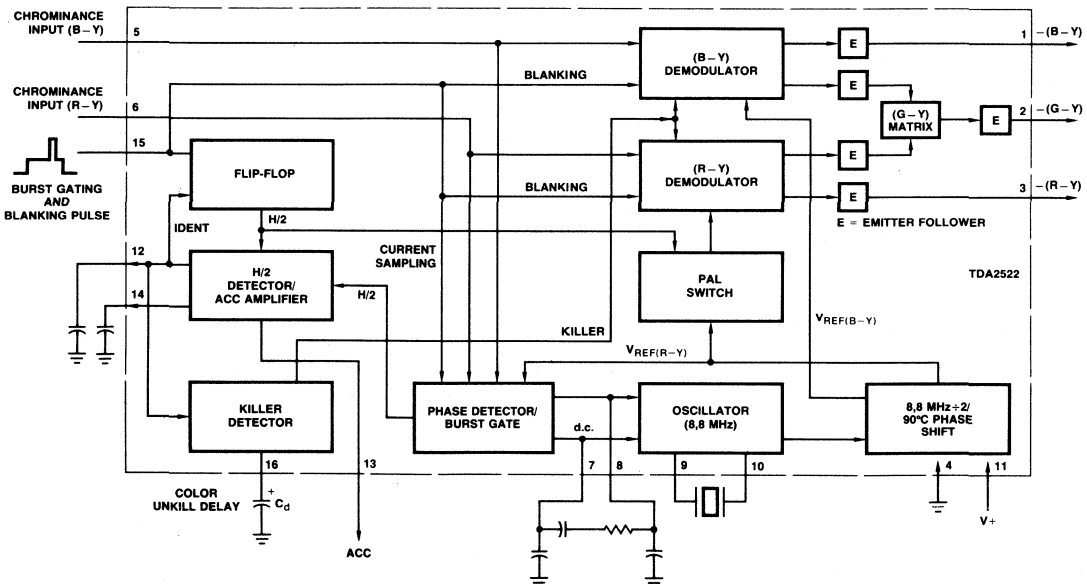 CHROMINANCE
INPUT (B–Y)
5
(B–Y)
DEMODULATOR
E
1
–(B–Y)
BLANKING
E
CHROMINANCE
INPUT (R–Y)
6
(G–Y)
MATRIX
E
2
–(G–Y)
15
FLIP-FLOP
(R–Y)
DEMODULATOR
E
BURST GATING
AND
BLANKING PULSE
BLANKING
E
3
–(R–Y)
H/2
E = EMITTER FOLLOWER
IDENT
12
CURRENT
SAMPLING
H/2
DETECTOR/
ACC AMPLIFIER
H/2
PAL
SWITCH
TDA2522
14
VREF(B–Y)
KILLER
VREF(R–Y)
KILLER
DETECTOR
PHASE DETECTOR/
BURST GATE
d.c.
OSCILLATOR
(8,8 MHz)
8,8 MHz÷2/
90°C PHASE
SHIFT
16
13
7
8
9
10
4
11
COLOR
UNKILL DELAY
+
Cd
V+
ACC